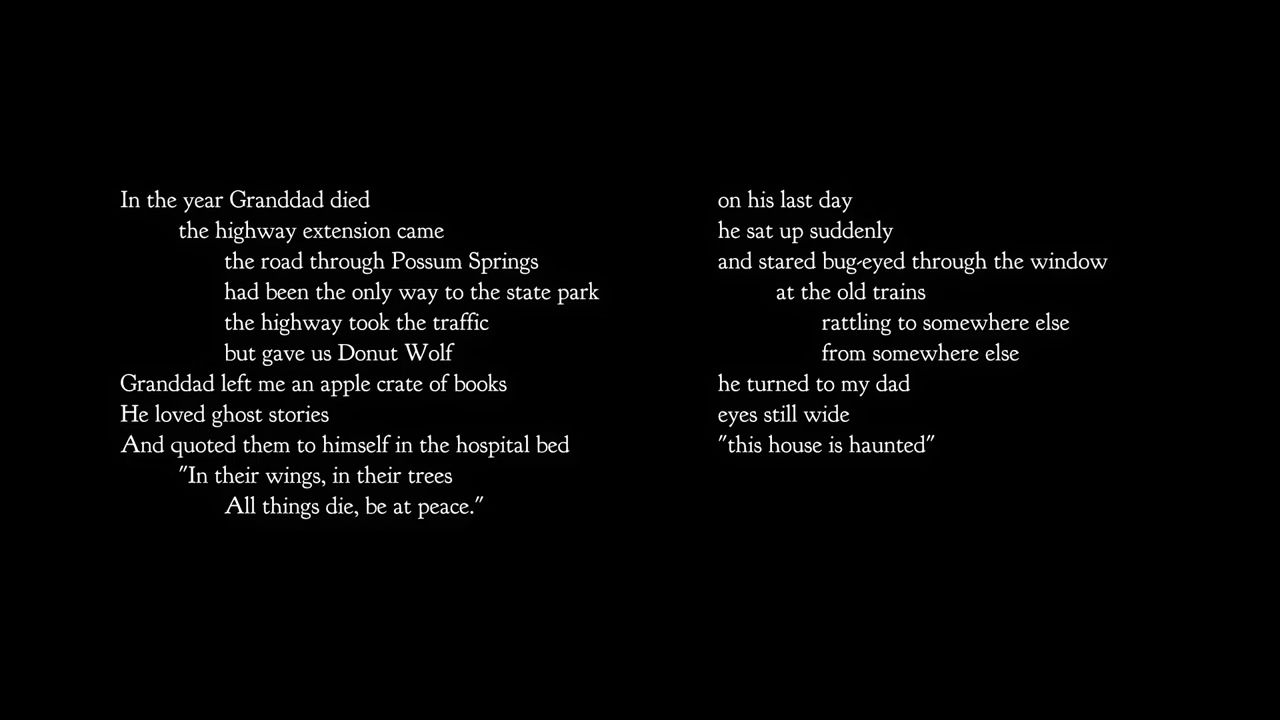 In the year Granddad died
the highway extension came
the road through Possum Springs
had been the only way to the state park
the highway took the traffic
but gave us Donut Wolf
Granddad left me an apple crate of books
He loved ghost stories
And quoted them to himself in the hospital bed
"In their wings, in their trees
All things die, be at peace."
on his last day
he sat up suddenly
and stared bug-eyed through the window
at the old trains
rattling to somewhere else
from somewhere else
he turned to my dad
eyes still wide
"this house is haunted"